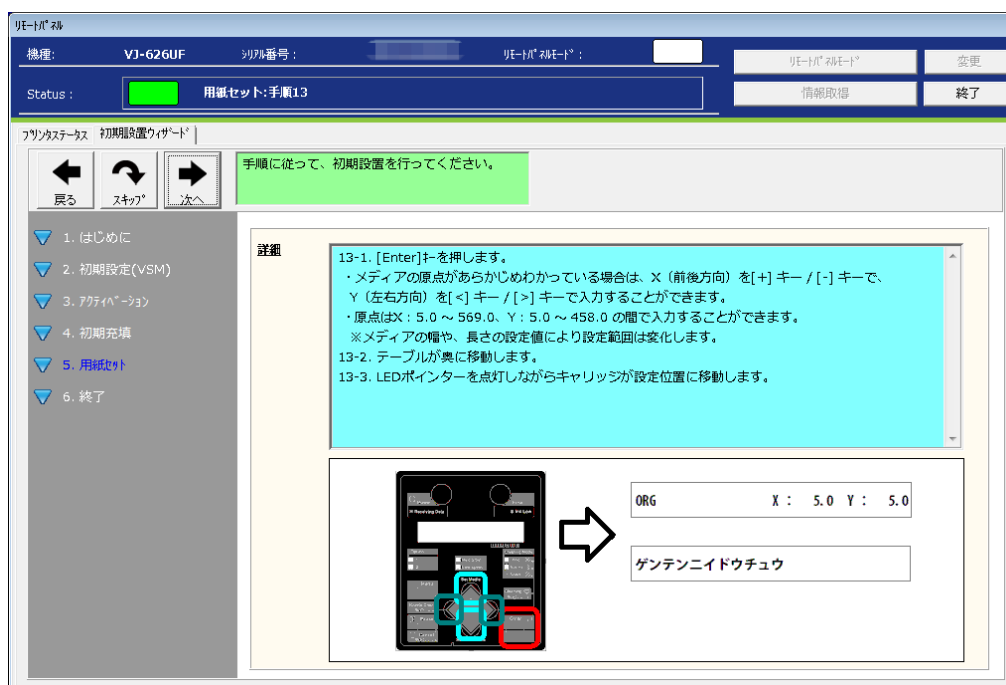 リモートパネル
機種: VJ-626UF シリアル番号: リモートパネルモード:
リモートパネルモード 変更
Status: 用紙セット:手順13
情報取得 終了
プリンタステータス 初期設置ウィザード
戻る スキップ 次へ
手順に従って、初期設置を行ってください。
1. はじめに
2. 初期設定(VSM)
3. アクティベーション
4. 初期充填
5. 用紙セット
6. 終了
詳細
13-1. [Enter]キーを押します。
・メディアの原点があらかじめわかっている場合は、X(前後方向)を[+] キー / [-] キーで、
Y(左右方向)を[<] キー / [>] キーで入力することができます。
・原点はX:5.0 ~ 569.0、Y:5.0 ~ 458.0 の間で入力することができます。
※メディアの幅や、長さの設定値により設定範囲は変化します。
13-2. テーブルが奥に移動します。
13-3. LEDポインターを点灯しながらキャリッジが設定位置に移動します。
ORG X: 5.0 Y: 5.0
ゲンテンニイドウチュウ